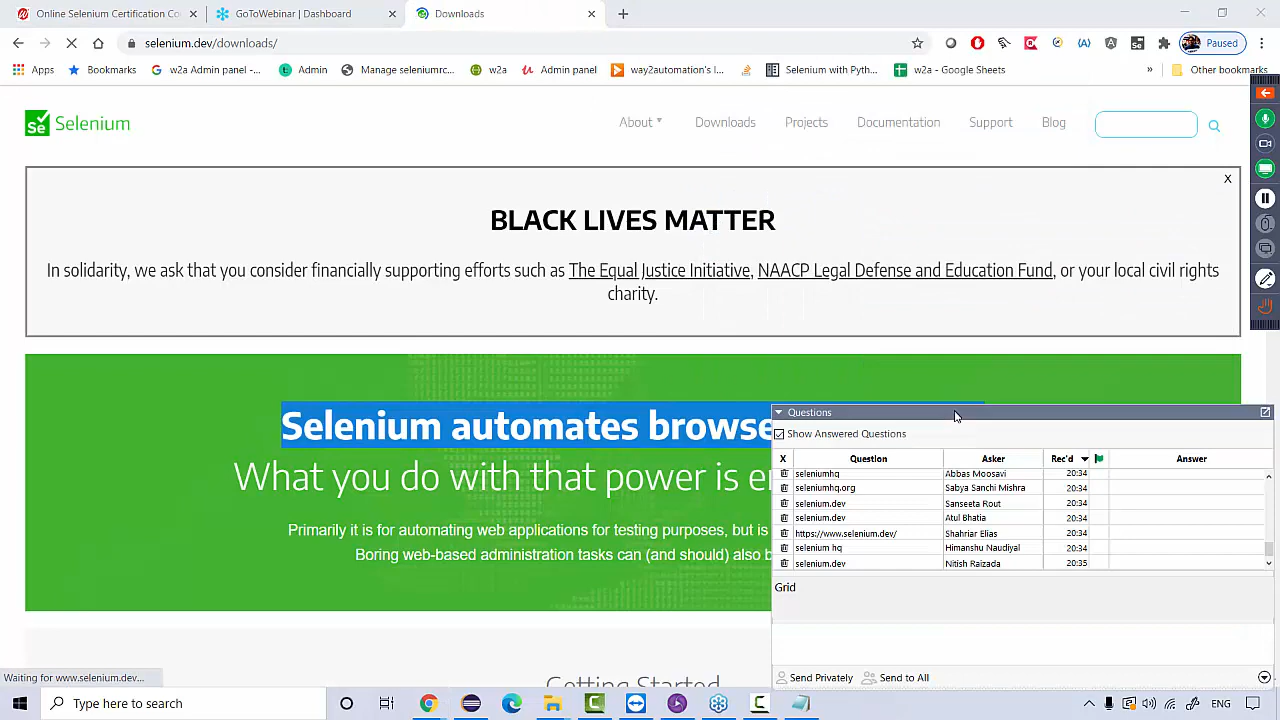 Online Selenium Certification Co
GoToWebinar | Dashboard
Downloads
selenium.dev/downloads/
Paused
Apps
Bookmarks
w2a Admin panel -...
Admin
Manage seleniumrc...
w2a
Admin panel
way2automation's l...
Selenium with Pyth...
w2a - Google Sheets
»
Other bookmarks
Se Selenium
About
Downloads
Projects
Documentation
Support
Blog
X
BLACK LIVES MATTER
In solidarity, we ask that you consider financially supporting efforts such as The Equal Justice Initiative, NAACP Legal Defense and Education Fund, or your local civil rights
charity.
Selenium automates browse
What you do with that power is en
Primarily it is for automating web applications for testing purposes, but is
Boring web-based administration tasks can (and should) also b
Getting Started
Questions
Show Answered Questions
X Question Asker Rec'd Answer
seleniumhq Abbas Moosavi 20:34
seleniumhq.org Sabya Sanchi Mishra 20:34
selenium.dev Sanseeta Rout 20:34
selenium.dev Atul Bhatia 20:34
https://www.selenium.dev/ Shahriar Elias 20:34
selenium hq Himanshu Naudiyal 20:34
selenium dev Nitish Raizada 20:35
Grid
Send Privately
Send to All
Waiting for www.selenium.dev...
Type here to search
ENG